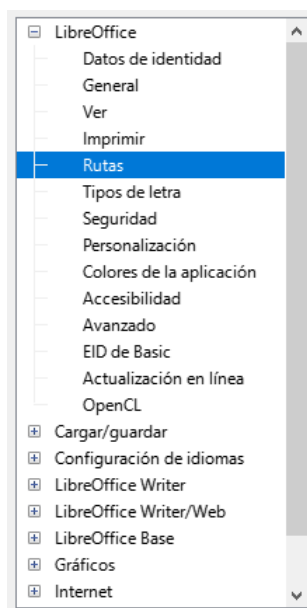 LibreOffice
Datos de identidad
General
Ver
Imprimir
Rutas
Tipos de letra
Seguridad
Personalización
Colores de la aplicación
Accesibilidad
Avanzado
EID de Basic
Actualización en línea
OpenCL
Cargar/guardar
Configuración de idiomas
LibreOffice Writer
LibreOffice Writer/Web
LibreOffice Base
Gráficos
Internet